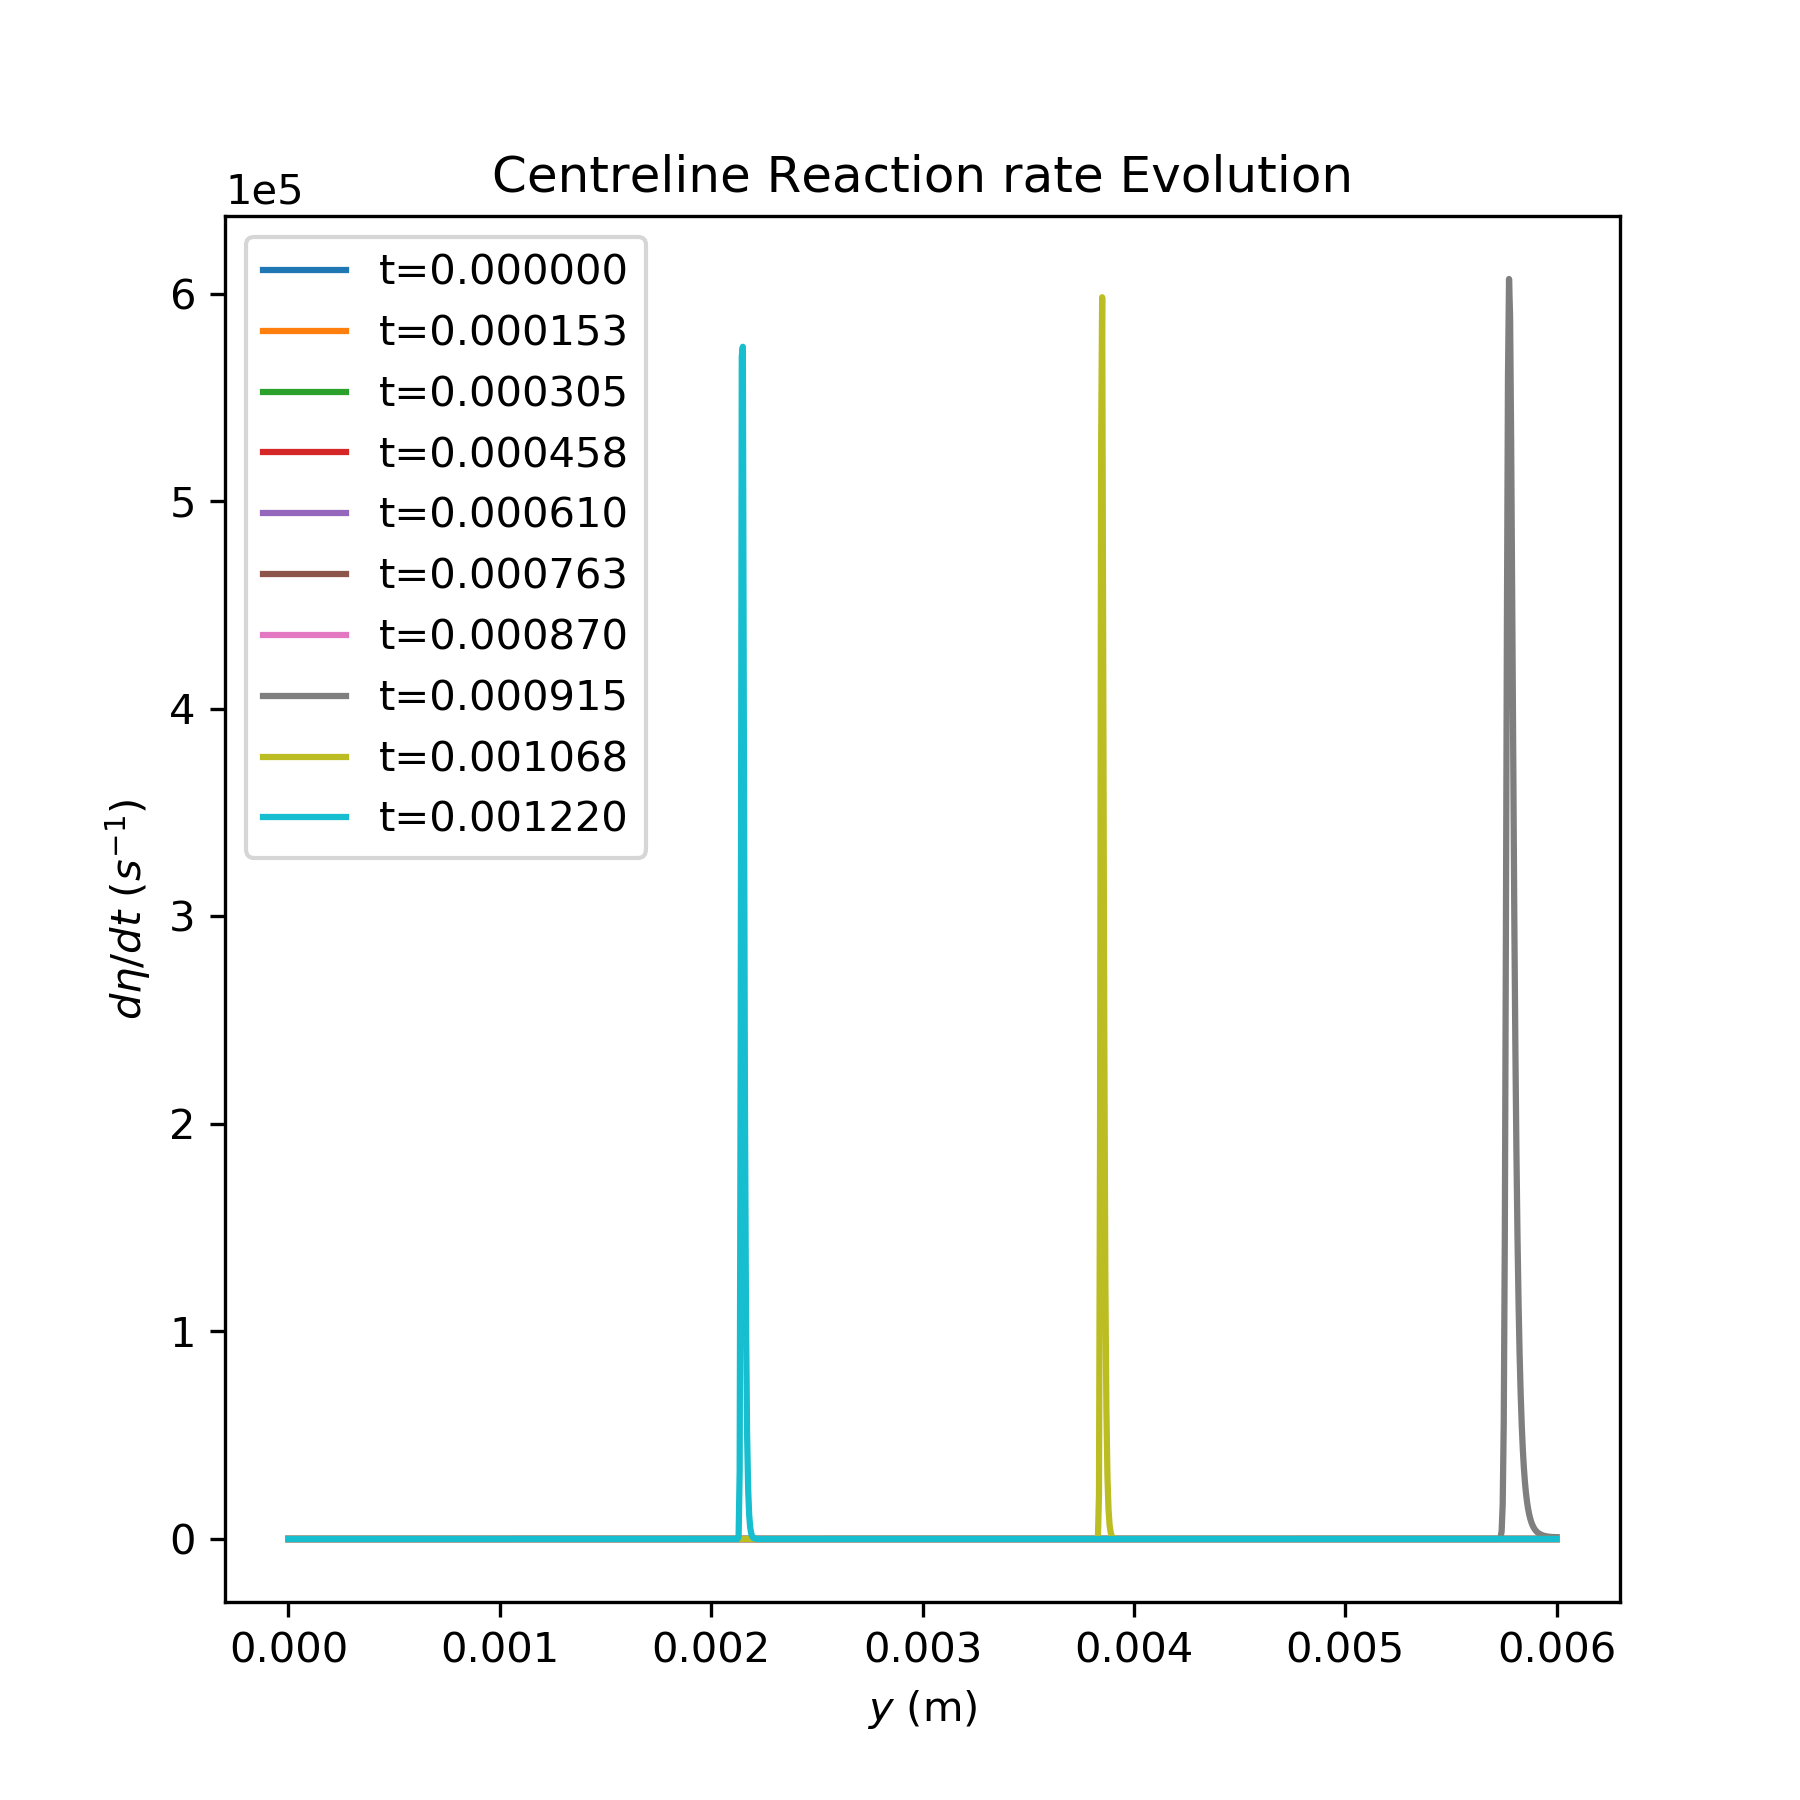 Centreline Reaction rate Evolution
1e5
t=0.000000
t=0.000153
t=0.000305
t=0.000458
t=0.000610
t=0.000763
t=0.000870
t=0.000915
t=0.001068
t=0.001220
6
5
4
3
2
1
0
dη/dt (s⁻¹)
0.000 0.001 0.002 0.003 0.004 0.005 0.006
y (m)